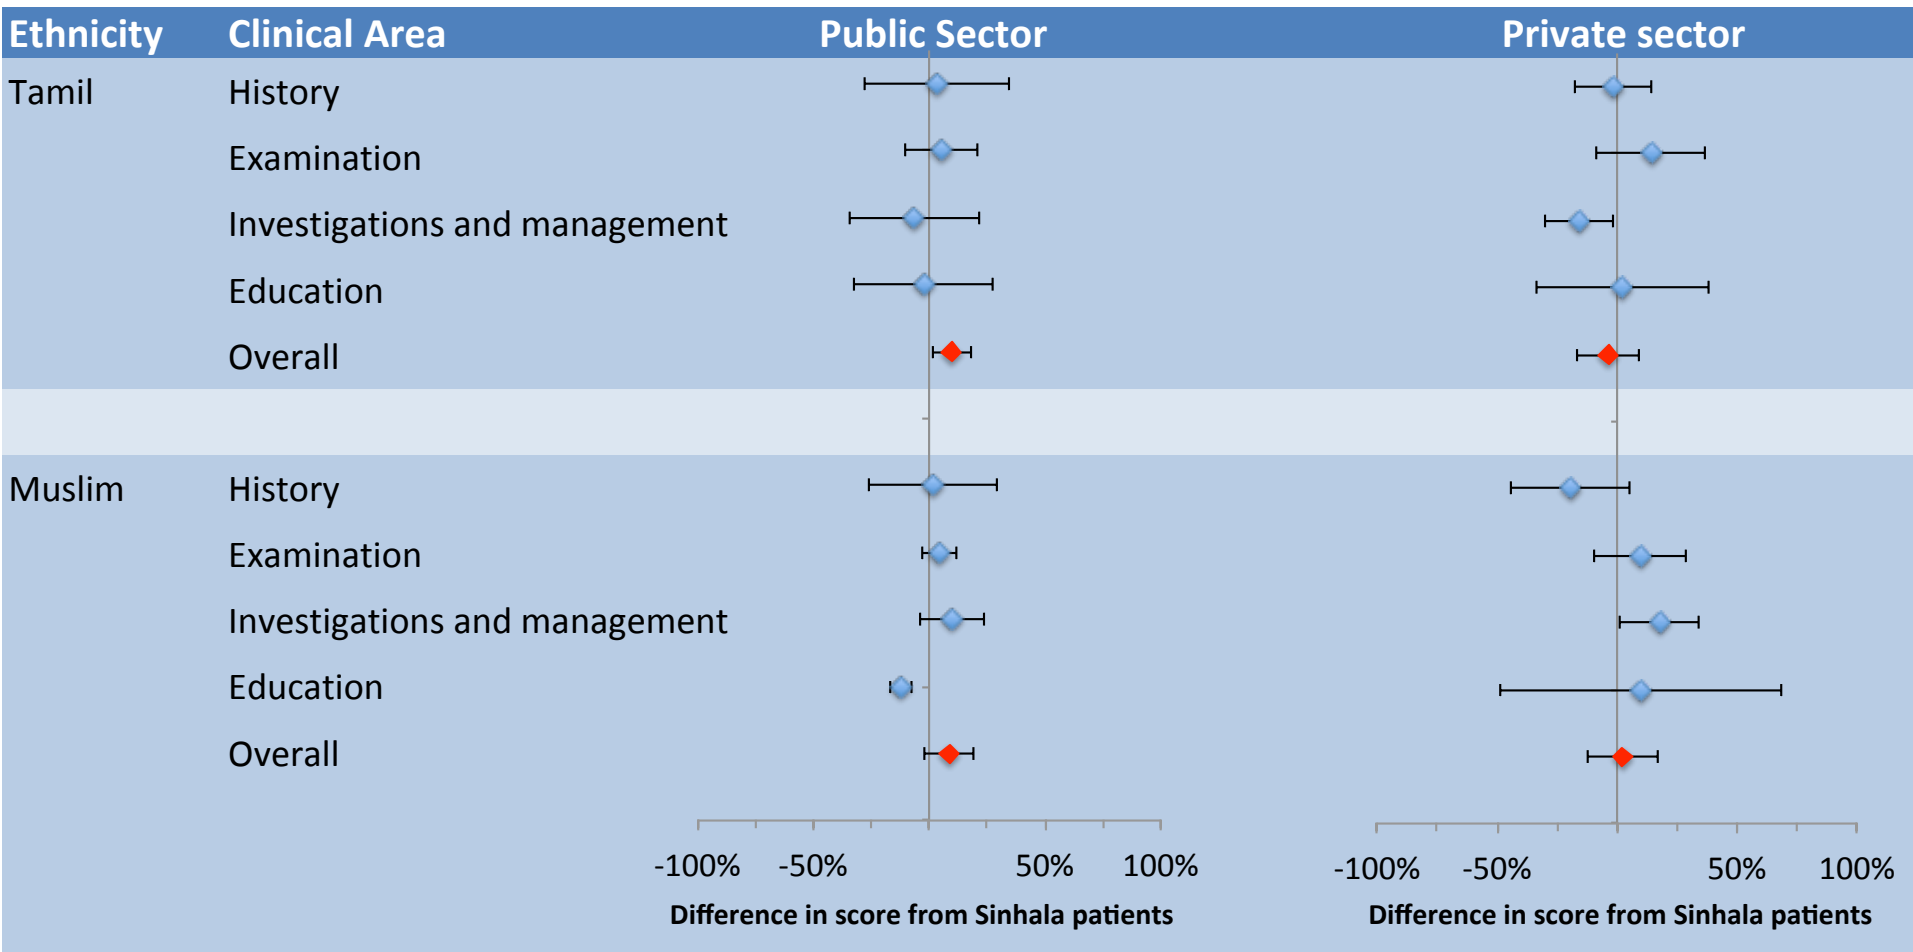 Ethnicity Clinical Area Public Sector Private sector
Tamil History
Examination
Investigations and management
Education
Overall
Muslim History
Examination
Investigations and management
Education
Overall
-100% -50% 50% 100% -100% -50% 50% 100%
Difference in score from Sinhala patients Difference in score from Sinhala patients